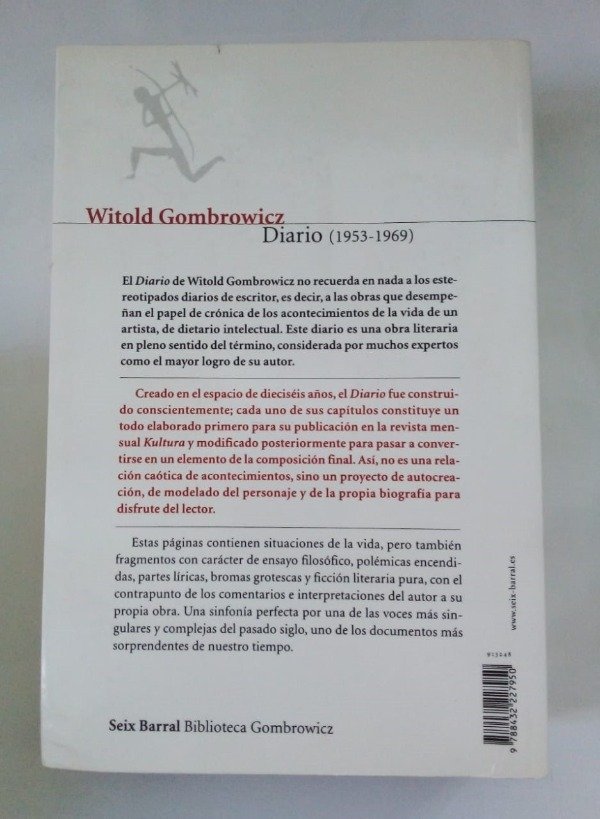 Witold Gombrowicz
Diario (1953-1969)
El Diario de Witold Gombrowicz no recuerda en nada a los este-
reotipados diarios de escritor, es decir, a las obras que desempe-
ñan el papel de crónica de los acontecimientos de la vida de un
artista, de dietario intelectual. Este diario es una obra literaria
en pleno sentido del término, considerada por muchos expertos
como el mayor logro de su autor.
Creado en el espacio de dieciséis años, el Diario fue construi-
do conscientemente; cada uno de sus capítulos constituye un
todo elaborado primero para su publicación en la revista men-
sual Kultura y modificado posteriormente para pasar a conver-
tirse en un elemento de la composición final. Así, no es una rela-
ción caótica de acontecimientos, sino un proyecto de autocrea-
ción, de modelado del personaje y de la propia biografía para
disfrute del lector.
Estas páginas contienen situaciones de la vida, pero también
fragmentos con carácter de ensayo filosófico, polémicas encendi-
das, partes líricas, bromas grotescas y ficción literaria pura, con el
contrapunto de los comentarios e interpretaciones del autor a su
propia obra. Una sinfonía perfecta por una de las voces más sin-
gulares y complejas del pasado siglo, uno de los documentos más
sorprendentes de nuestro tiempo.
Seix Barral Biblioteca Gombrowicz
www.seix-barral.es
913048
9 788432 227950